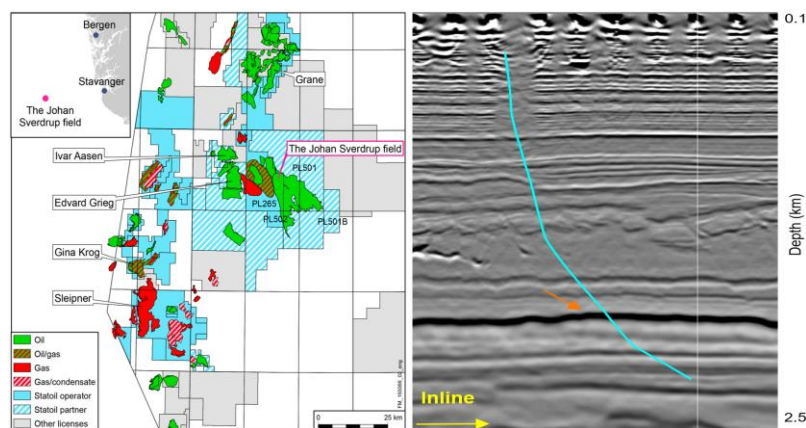 Bergen
Stavanger
The Johan
Sverdrup field
Grane
Ivar Aasen
The Johan Sverdrup field
PL501
Edvard Grieg
PL265
PL502
PL501B
Gina Krog
Sleipner
Oil
Oil/gas
Gas
Gas/condensate
Statoil operator
Statoil partner
Other licenses
0
25 km
0.1
Depth (km)
2.5
Inline